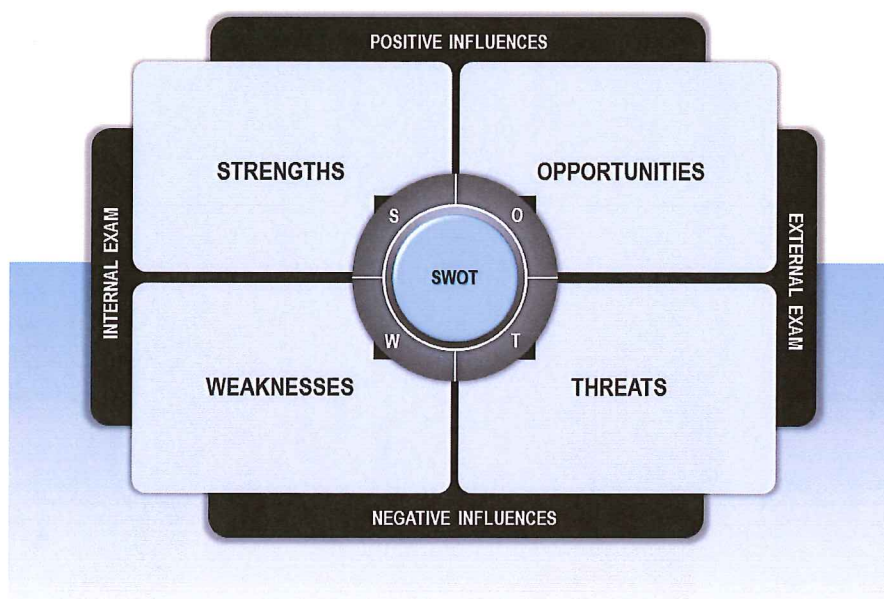 POSITIVE INFLUENCES
STRENGTHS
OPPORTUNITIES
S
O
INTERNAL EXAM
SWOT
EXTERNAL EXAM
W
T
WEAKNESSES
THREATS
NEGATIVE INFLUENCES